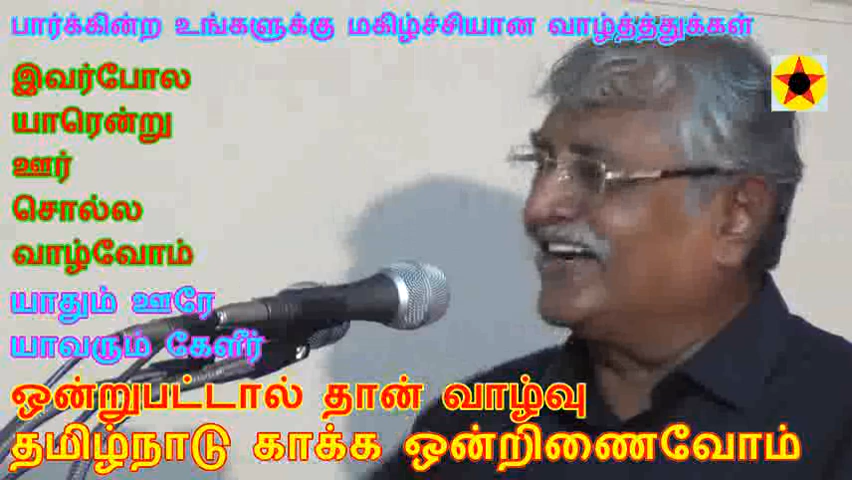 பார்க்கின்ற உங்களுக்கு மகிழ்ச்சியான வாழ்த்த்துக்கள்
இவர்போல
யாரென்று
ஊர்
சொல்ல
வாழ்வோம்
யாதும் ஊரே
யாவரும் கேளீர்
ஒன்றுபட்டால் தான் வாழ்வு
தமிழ்நாடு காக்க ஒன்றிணைவோம்